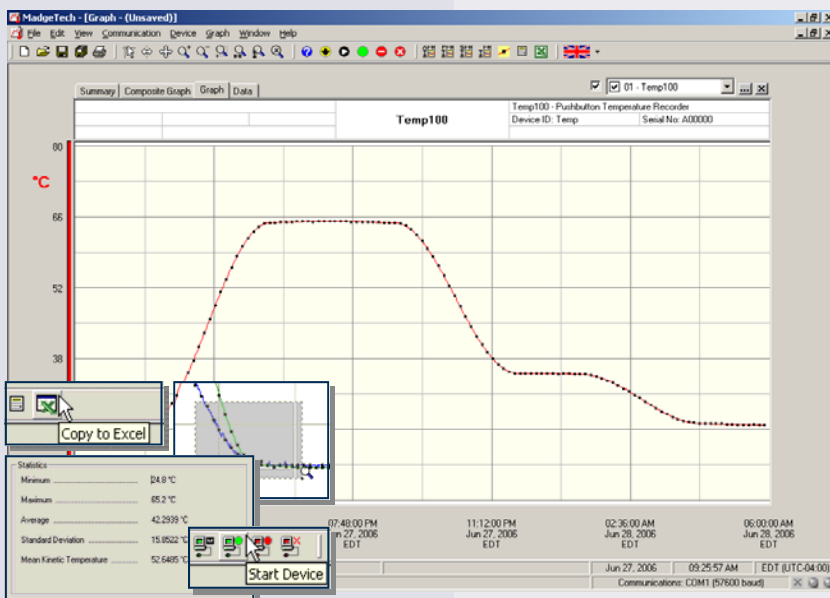 MadgeTech - [Graph - (Unsaved)]
File Edit View Communication Device Graph Window Help
Summary Composite Graph Graph Data
01 - Temp100
Temp100
Temp100 - Pushbutton Temperature Recorder
Device ID: Temp Serial No: A00000
°C
80
66
52
38
Copy to Excel
Statistics
Minimum 24.8 °C
Maximum 65.2 °C
Average 42.2939 °C
Standard Deviation 15.8522 °C
Mean Kinetic Temperature 52.6485 °C
Start Device
07:48:00 PM 11:12:00 PM 02:36:00 AM 06:00:00 AM
Jun 27, 2006 Jun 27, 2006 Jun 28, 2006 Jun 28, 2006
EDT EDT EDT EDT
Jun 27, 2006 09:25:57 AM EDT (UTC-04:00)
Communications: COM1 (57600 baud)